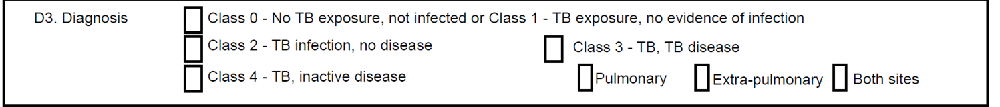 D3. Diagnosis
Class 0 - No TB exposure, not infected or Class 1 - TB exposure, no evidence of infection
Class 2 - TB infection, no disease
Class 3 - TB, TB disease
Class 4 - TB, inactive disease
Pulmonary
Extra-pulmonary
Both sites